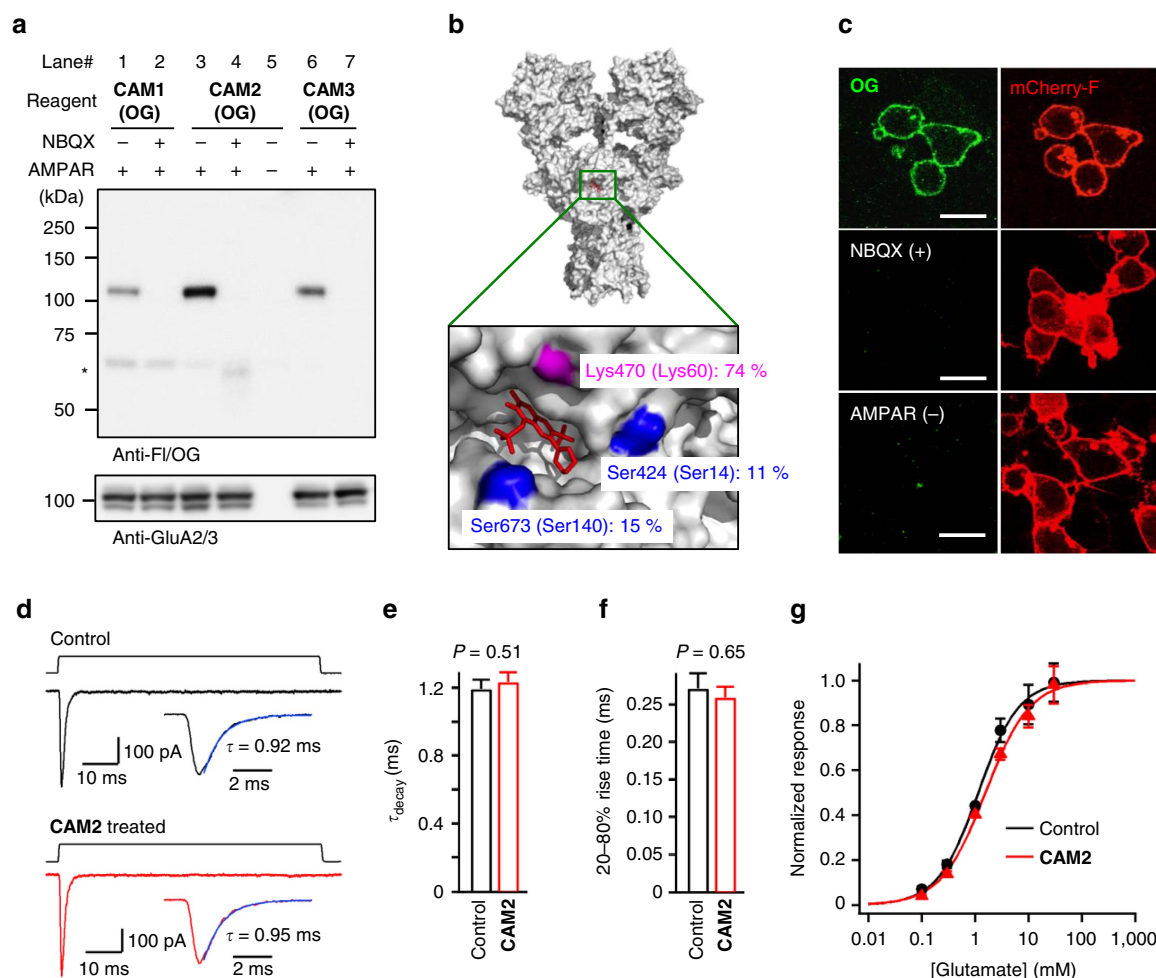 a
Lane# 1 2 3 4 5 6 7
Reagent CAM1 (OG) CAM2 (OG) CAM3 (OG)
NBQX – + – + – – +
AMPAR + + + + – + +
(kDa)
250
150
100
75
*
50
Anti-Fl/OG
100
Anti-GluA2/3
b
Lys470 (Lys60): 74 %
Ser424 (Ser14): 11 %
Ser673 (Ser140): 15 %
c
OG mCherry-F
NBQX (+)
AMPAR (–)
d
Control
100 pA
10 ms
τ = 0.92 ms
2 ms
CAM2 treated
100 pA
10 ms
τ = 0.95 ms
2 ms
e
P = 0.51
τdecay (ms)
1.2
0.9
0.6
0.3
0
Control
CAM2
f
P = 0.65
20–80% rise time (ms)
0.25
0.20
0.15
0.10
0.05
0
Control
CAM2
g
Normalized response
1.0
0.8
0.6
0.4
0.2
0
Control
CAM2
0.01 0.1 1 10 100 1,000
[Glutamate] (mM)